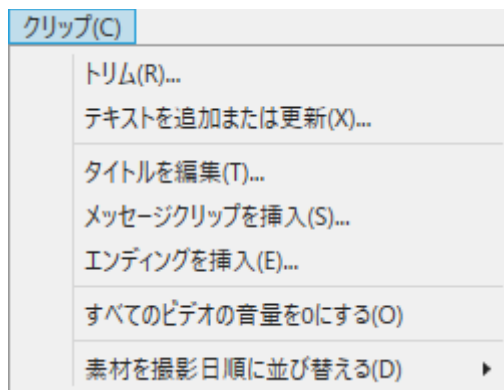 クリップ(C)
トリム(R)...
テキストを追加または更新(X)...
タイトルを編集(T)...
メッセージクリップを挿入(S)...
エンディングを挿入(E)...
すべてのビデオの音量を0にする(O)
素材を撮影日順に並び替える(D)